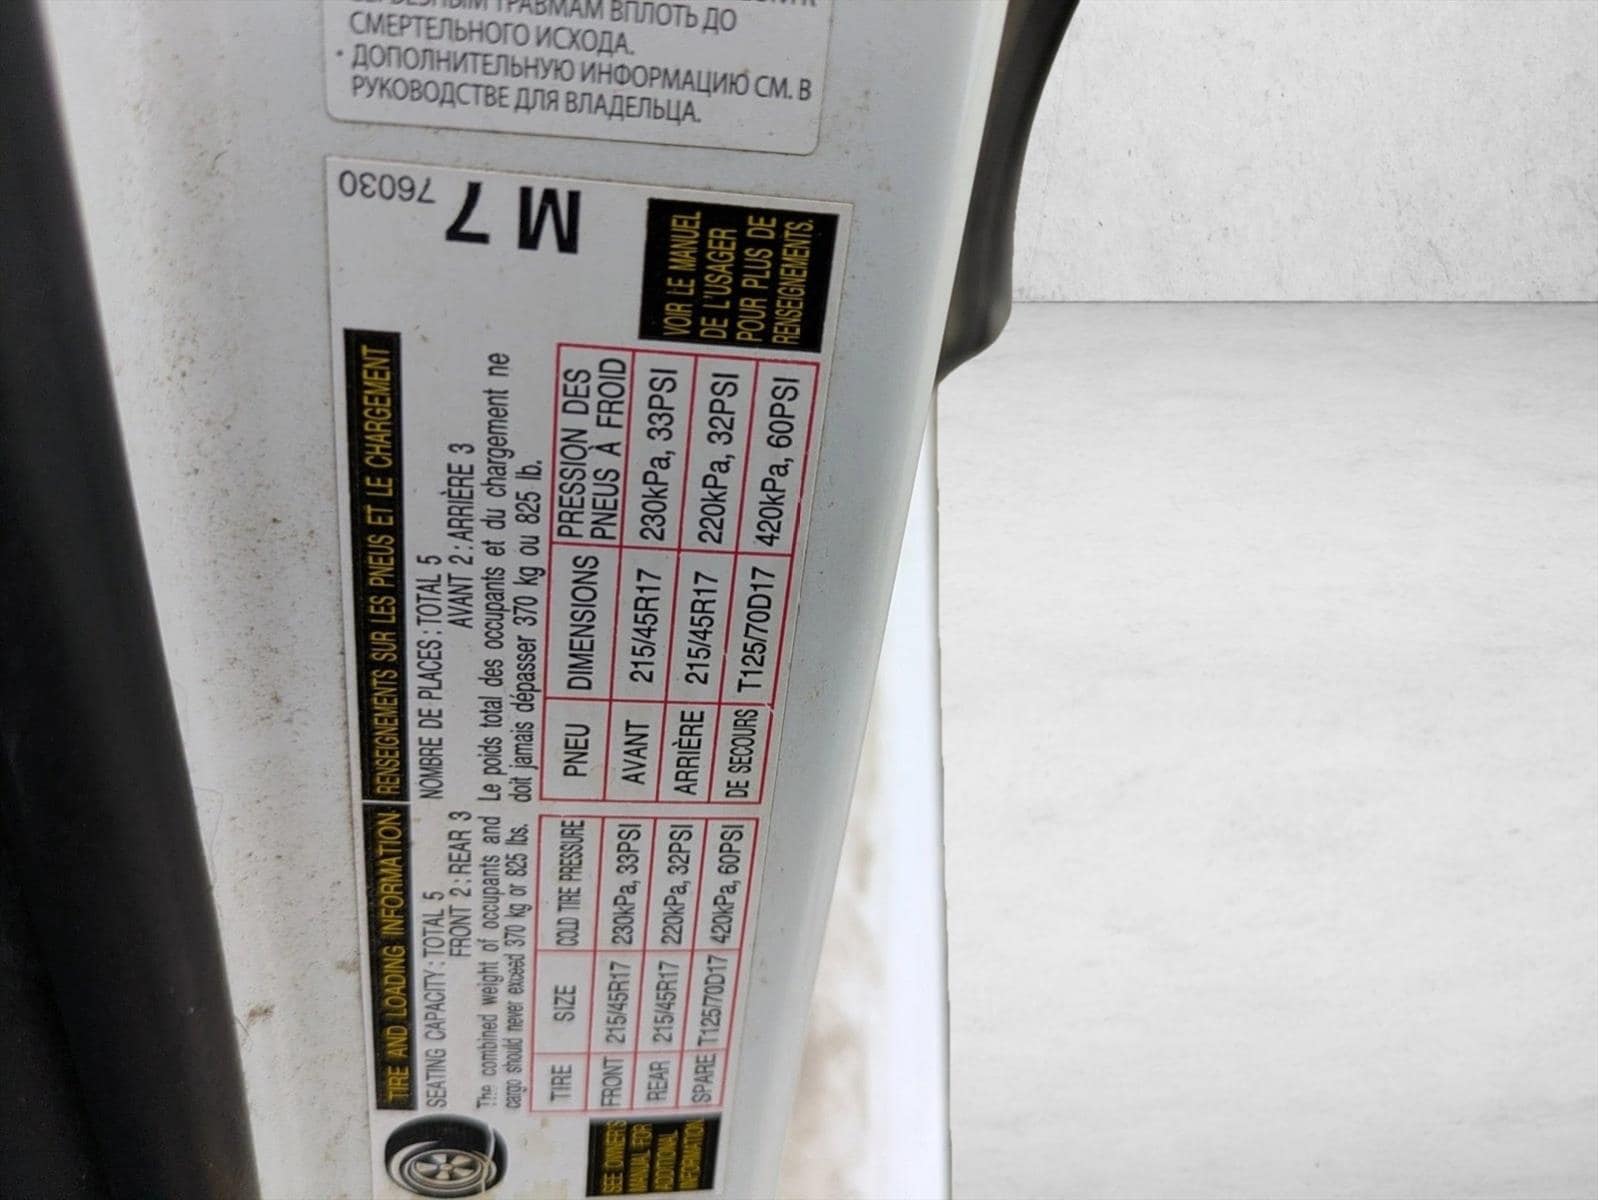 ТРАВМАМ ВПЛОТЬ ДО
СМЕРТЕЛЬНОГО ИСХОДА.
• ДОПОЛНИТЕЛЬНУЮ ИНФОРМАЦИЮ СМ. В
РУКОВОДСТВЕ ДЛЯ ВЛАДЕЛЬЦА.
76030
M 7
TIRE AND LOADING INFORMATION
SEATING CAPACITY : TOTAL 5
FRONT 2 : REAR 3
The combined weight of occupants and
cargo should never exceed 370 kg or 825 lbs.
TIRE SIZE COLD TIRE PRESSURE
FRONT 215/45R17 230kPa, 33PSI
REAR 215/45R17 220kPa, 32PSI
SPARE T125/70D17 420kPa, 60PSI
SEE OWNER'S
MANUAL FOR
ADDITIONAL
INFORMATION
RENSEIGNEMENTS SUR LES PNEUS ET LE CHARGEMENT
NOMBRE DE PLACES : TOTAL 5
AVANT 2 : ARRIÈRE 3
Le poids total des occupants et du chargement ne
doit jamais dépasser 370 kg ou 825 lb.
PNEU DIMENSIONS PRESSION DES
PNEUS À FROID
AVANT 215/45R17 230kPa, 33PSI
ARRIÈRE 215/45R17 220kPa, 32PSI
DE SECOURS T125/70D17 420kPa, 60PSI
VOIR LE MANUEL
DE L'USAGER
POUR PLUS DE
RENSEIGNEMENTS.